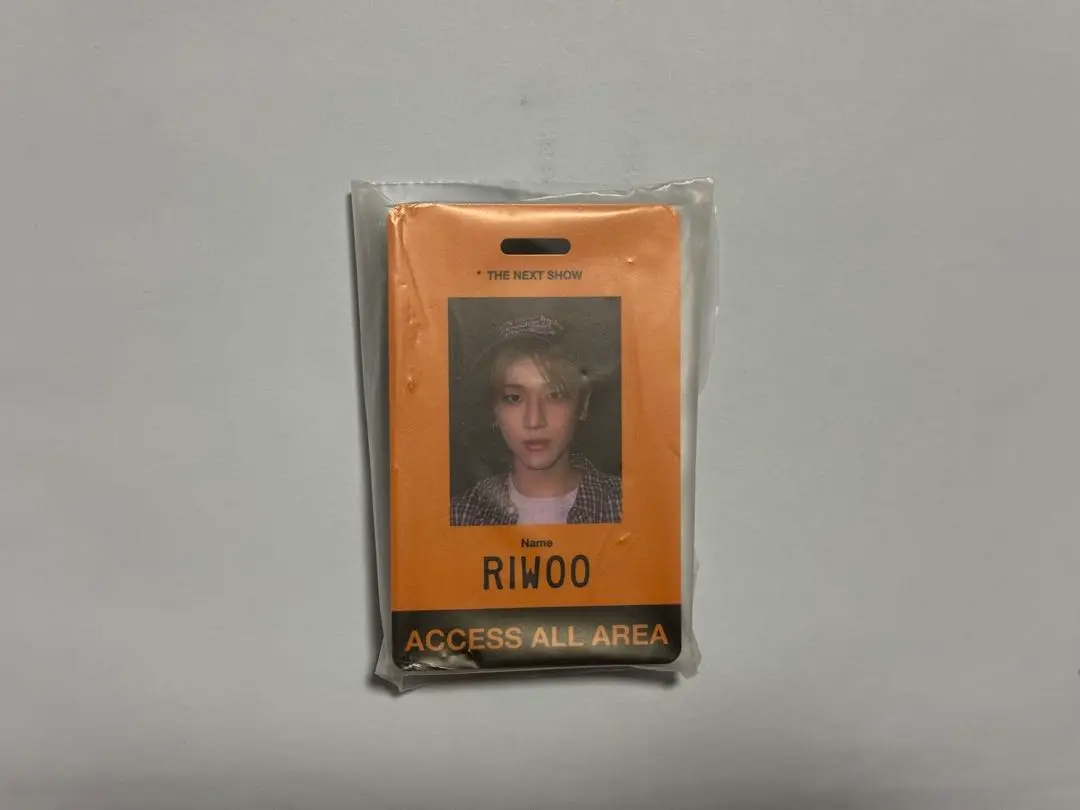 * THE NEXT SHOW
Name
RIWOO
ACCESS ALL AREA